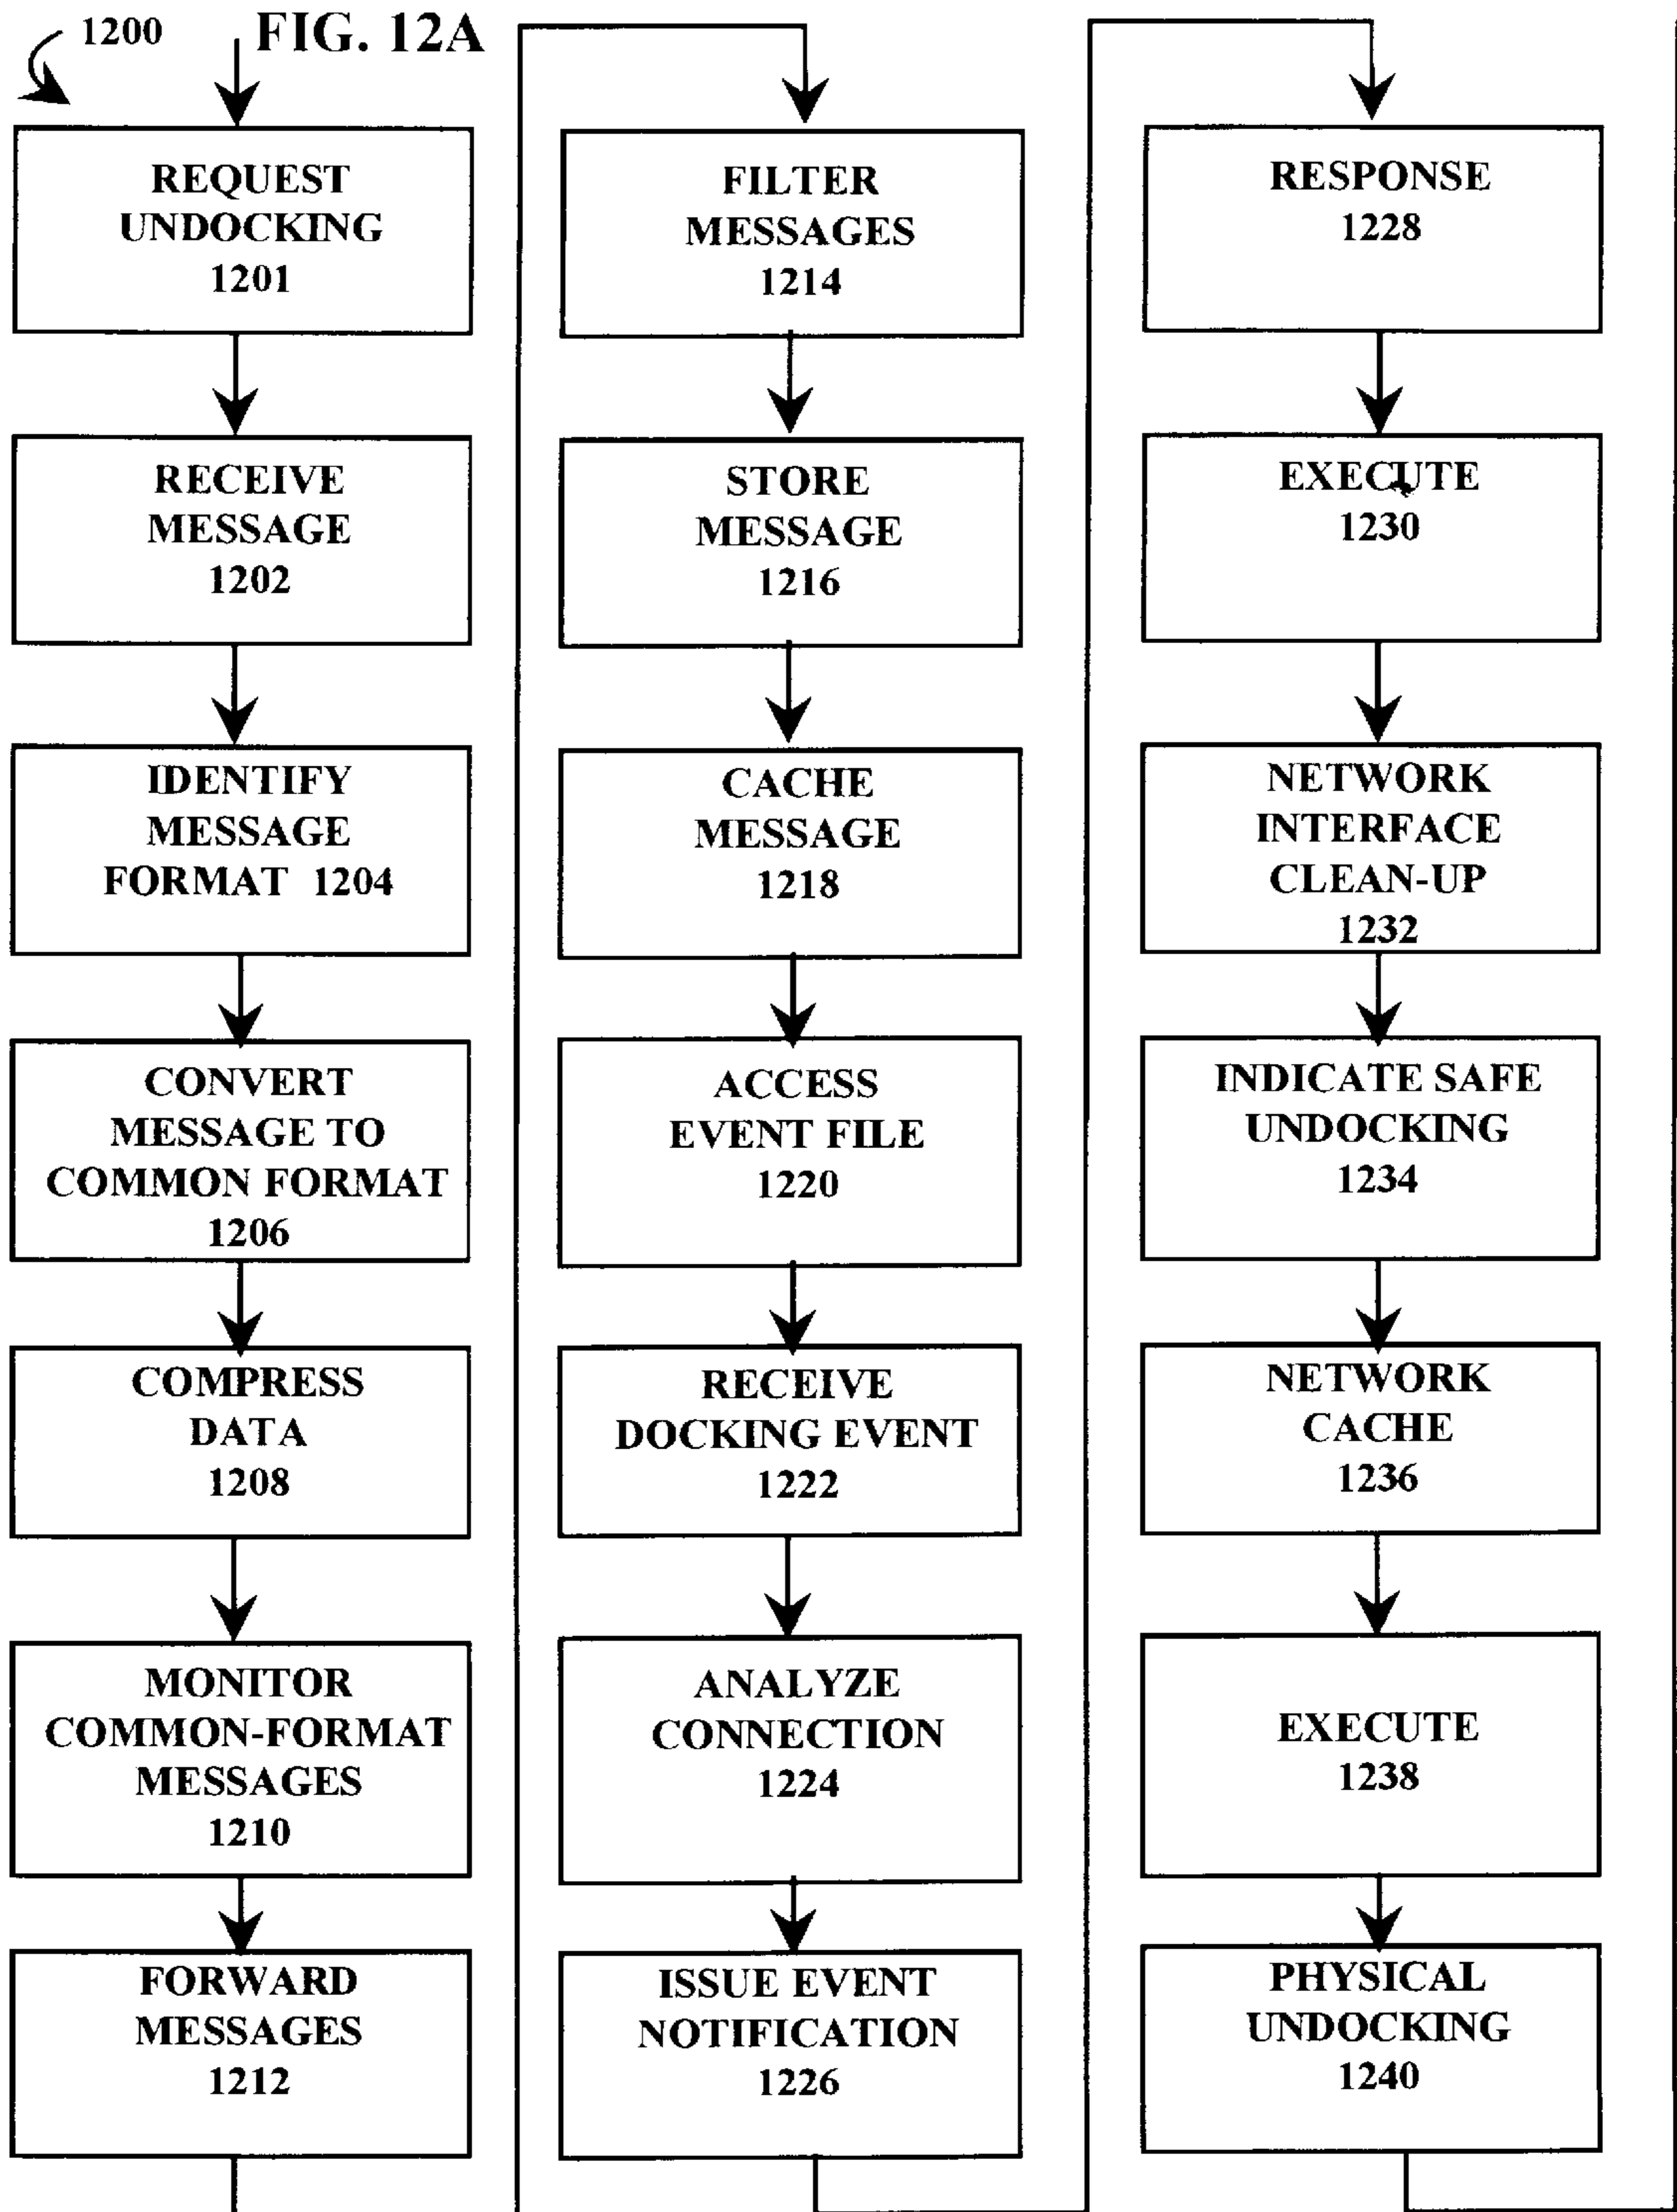 1200
FIG. 12A
REQUEST
UNDOCKING
1201
RECEIVE
MESSAGE
1202
IDENTIFY
MESSAGE
FORMAT 1204
CONVERT
MESSAGE TO
COMMON FORMAT
1206
COMPRESS
DATA
1208
MONITOR
COMMON-FORMAT
MESSAGES
1210
FORWARD
MESSAGES
1212
FILTER
MESSAGES
1214
STORE
MESSAGE
1216
CACHE
MESSAGE
1218
ACCESS
EVENT FILE
1220
RECEIVE
DOCKING EVENT
1222
ANALYZE
CONNECTION
1224
ISSUE EVENT
NOTIFICATION
1226
RESPONSE
1228
EXECUTE
1230
NETWORK
INTERFACE
CLEAN-UP
1232
INDICATE SAFE
UNDOCKING
1234
NETWORK
CACHE
1236
EXECUTE
1238
PHYSICAL
UNDOCKING
1240